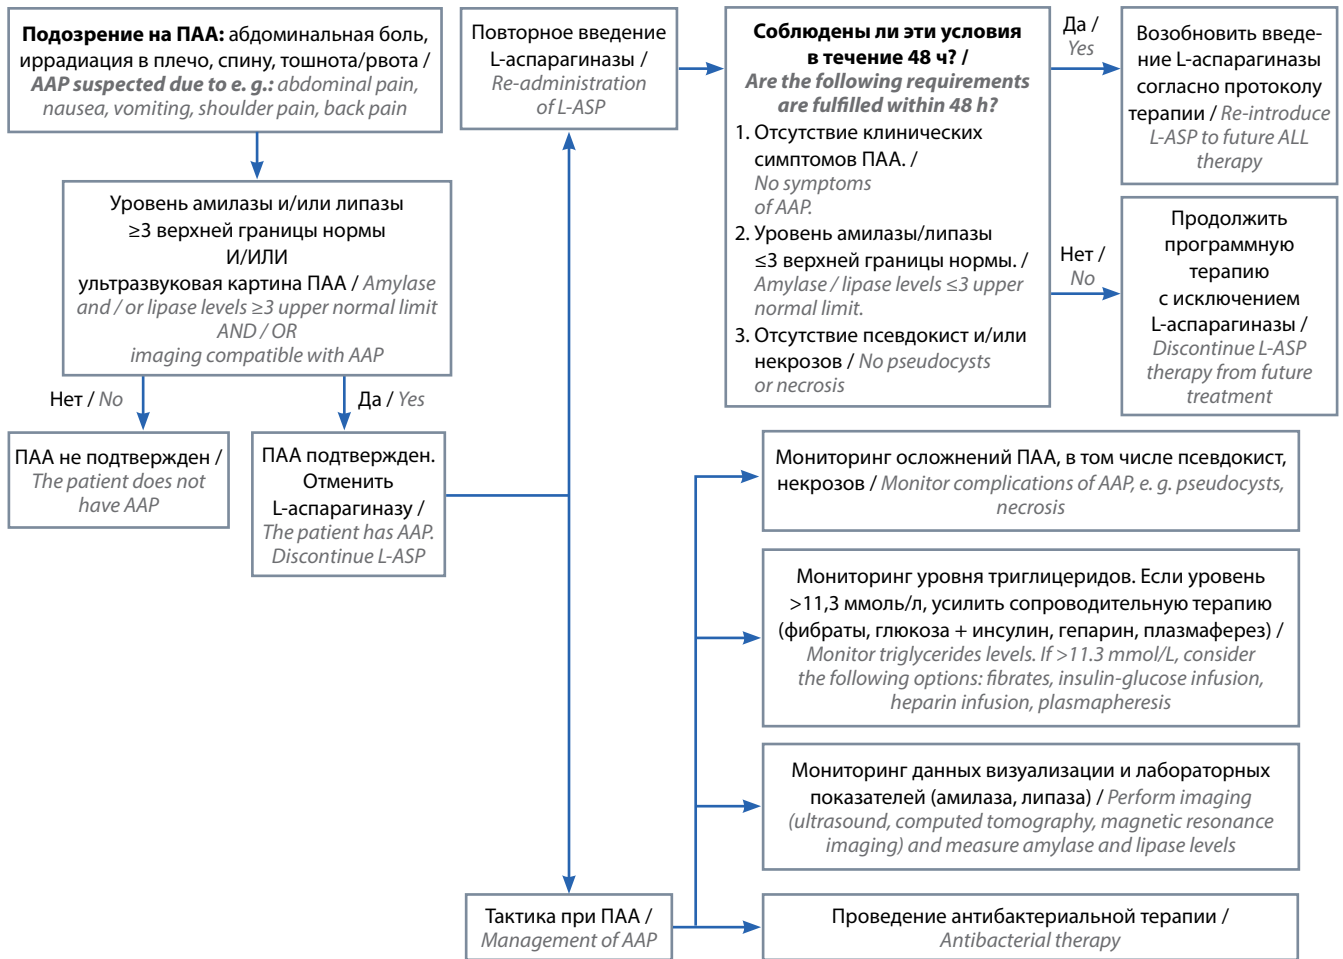 Подозрение на ПАА: абдоминальная боль,
иррадиация в плечо, спину, тошнота/рвота /
AAP suspected due to e. g.: abdominal pain,
nausea, vomiting, shoulder pain, back pain
Уровень амилазы и/или липазы
≥3 верхней границы нормы
И/ИЛИ
ультразвуковая картина ПАА / Amylase
and / or lipase levels ≥3 upper normal limit
AND / OR
imaging compatible with AAP
Нет / No
Да / Yes
ПАА не подтвержден /
The patient does not
have AAP
ПАА подтвержден.
Отменить
L-аспарагиназу /
The patient has AAP.
Discontinue L-ASP
Повторное введение
L-аспарагиназы /
Re-administration
of L-ASP
Соблюдены ли эти условия
в течение 48 ч? /
Are the following requirements
are fulfilled within 48 h?
1. Отсутствие клинических
симптомов ПАА. /
No symptoms
of AAP.
2. Уровень амилазы/липазы
≤3 верхней границы нормы. /
Amylase / lipase levels ≤3 upper
normal limit.
3. Отсутствие псевдокист и/или
некрозов / No pseudocysts
or necrosis
Да /
Yes
Возобновить введе-
ние L-аспарагиназы
согласно протоколу
терапии / Re-introduce
L-ASP to future ALL
therapy
Нет /
No
Продолжить
программную
терапию
с исключением
L-аспарагиназы /
Discontinue L-ASP
therapy from future
treatment
Тактика при ПАА /
Management of AAP
Мониторинг осложнений ПАА, в том числе псевдокист,
некрозов / Monitor complications of AAP, e. g. pseudocysts,
necrosis
Мониторинг уровня триглицеридов. Если уровень
>11,3 ммоль/л, усилить сопроводительную терапию
(фибраты, глюкоза + инсулин, гепарин, плазмаферез) /
Monitor triglycerides levels. If >11.3 mmol/L, consider
the following options: fibrates, insulin-glucose infusion,
heparin infusion, plasmapheresis
Мониторинг данных визуализации и лабораторных
показателей (амилаза, липаза) / Perform imaging
(ultrasound, computed tomography, magnetic resonance
imaging) and measure amylase and lipase levels
Проведение антибактериальной терапии /
Antibacterial therapy